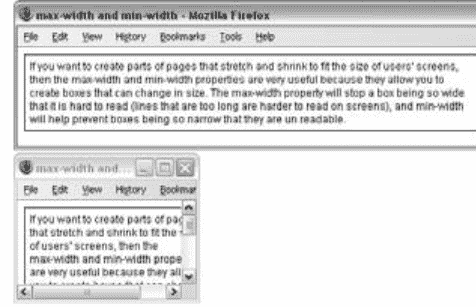 max-width and min-width - Mozilla Firefox
File Edit View History Bookmarks Tools Help
If you want to create parts of pages that stretch and shrink to fit the size of users' screens,
then the max-width and min-width properties are very useful because they allow you to
create boxes that can change in size. The max-width property will stop a box being so wide
that it is hard to read (lines that are too long are harder to read on screens), and min-width
will help prevent boxes being so narrow that they are un readable.
max-width and ...
File Edit View History Bookmar
If you want to create parts of pag
that stretch and shrink to fit the
of users' screens, then the
max-width and min-width prope
are very useful because they all